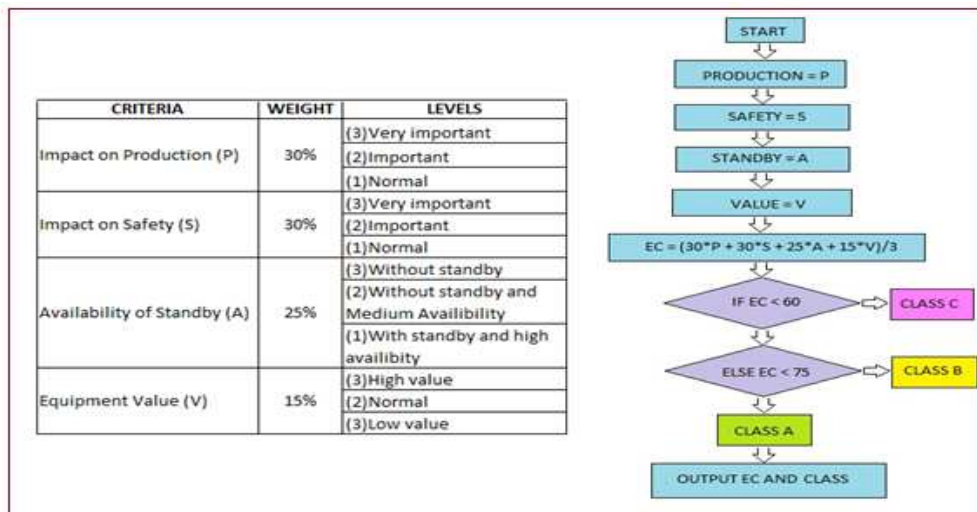 CRITERIA WEIGHT LEVELS
Impact on Production (P) 30% (3)Very important
(2)Important
(1)Normal
Impact on Safety (S) 30% (3)Very important
(2)Important
(1)Normal
Availability of Standby (A) 25% (3)Without standby
(2)Without standby and
Medium Availibility
(1)With standby and high
availibity
Equipment Value (V) 15% (3)High value
(2)Normal
(3)Low value
START
PRODUCTION = P
SAFETY = S
STANDBY = A
VALUE = V
EC = (30*P + 30*S + 25*A + 15*V)/3
IF EC < 60
CLASS C
ELSE EC < 75
CLASS B
CLASS A
OUTPUT EC AND CLASS